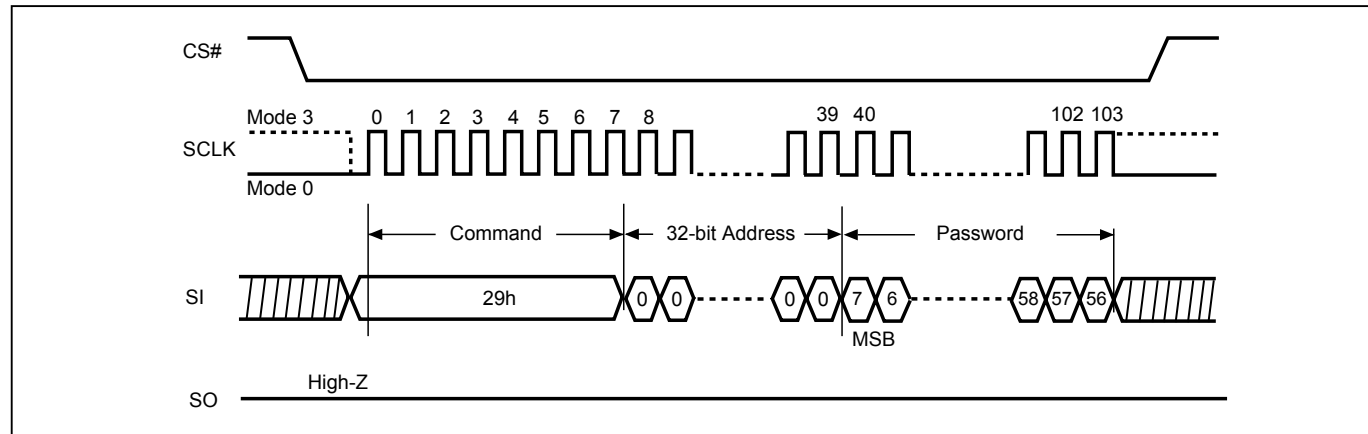 CS#
Mode 3 0 1 2 3 4 5 6 7 8 39 40 102 103
SCLK
Mode 0
Command 32-bit Address Password
SI 29h 0 0 0 0 7 6 58 57 56
MSB
High-Z
SO